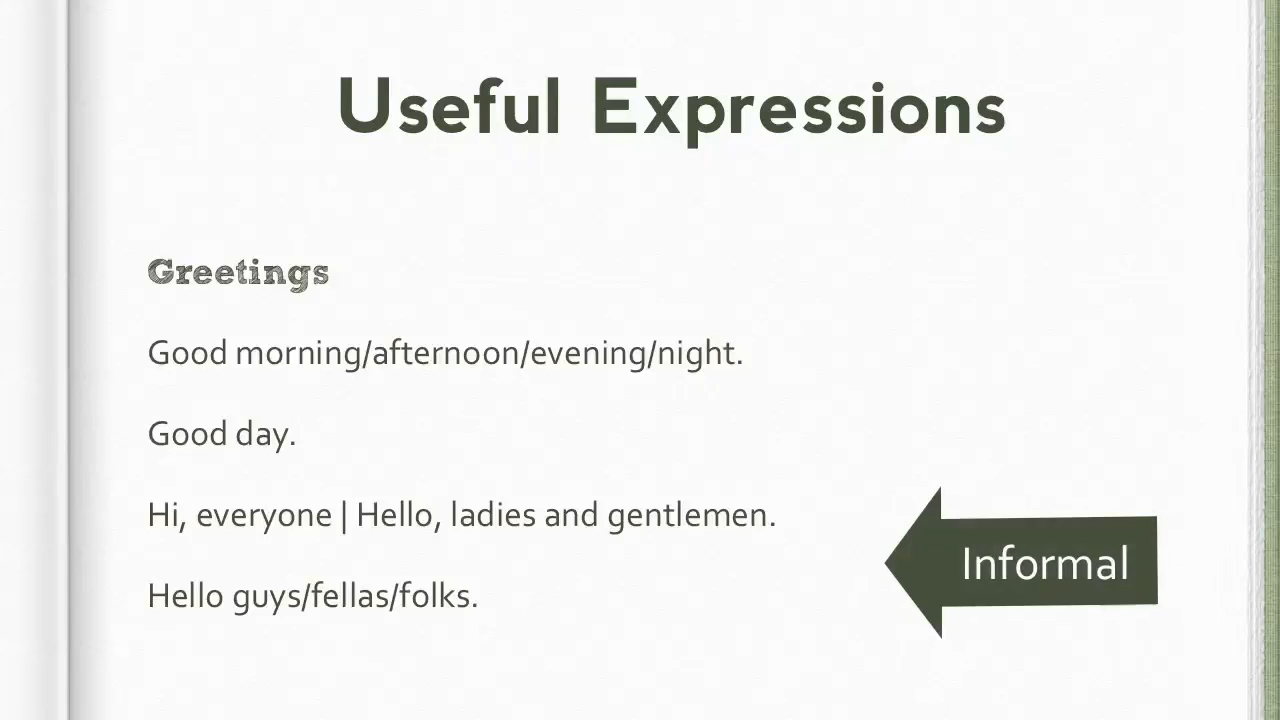 Useful Expressions
Greetings
Good morning/afternoon/evening/night.
Good day.
Hi, everyone | Hello, ladies and gentlemen.
Informal
Hello guys/fellas/folks.